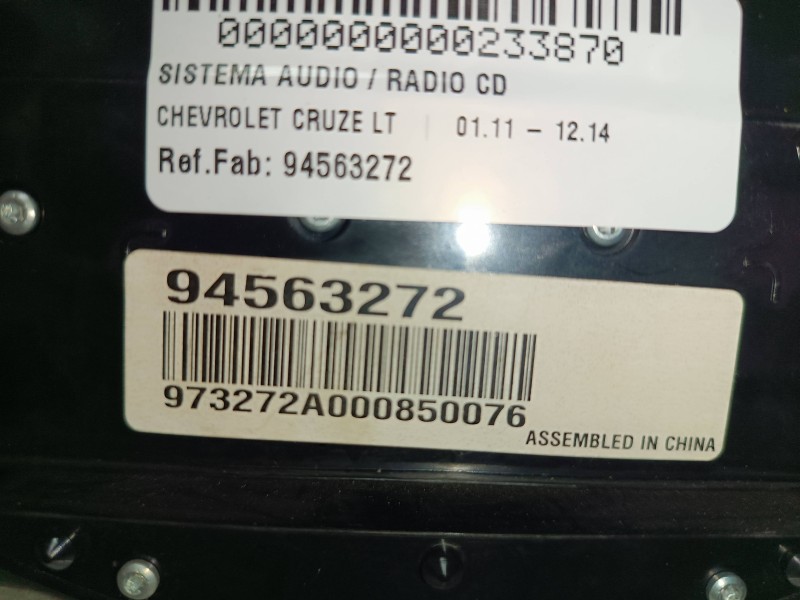 0000000000233870
SISTEMA AUDIO / RADIO CD
CHEVROLET CRUZE LT | 01.11 – 12.14
Ref.Fab: 94563272
94563272
973272A000850076
ASSEMBLED IN CHINA